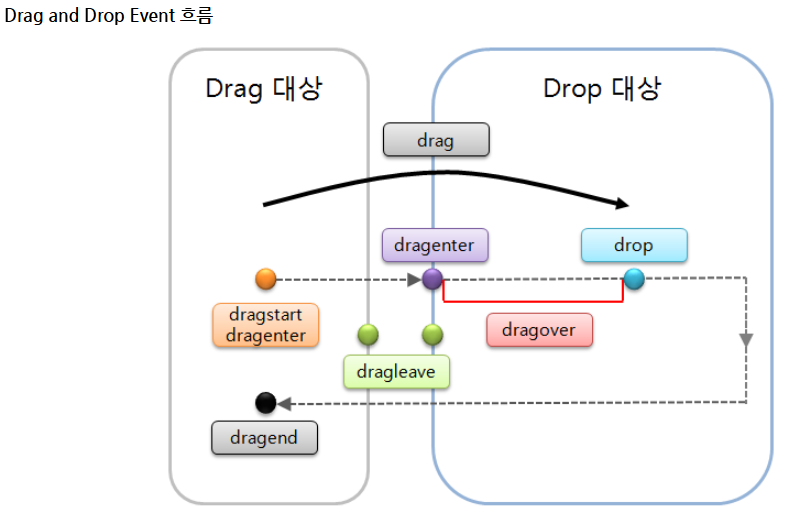 Drag and Drop Event 흐름
Drag 대상
Drop 대상
drag
dragenter
drop
dragstart
dragenter
dragover
dragleave
dragend